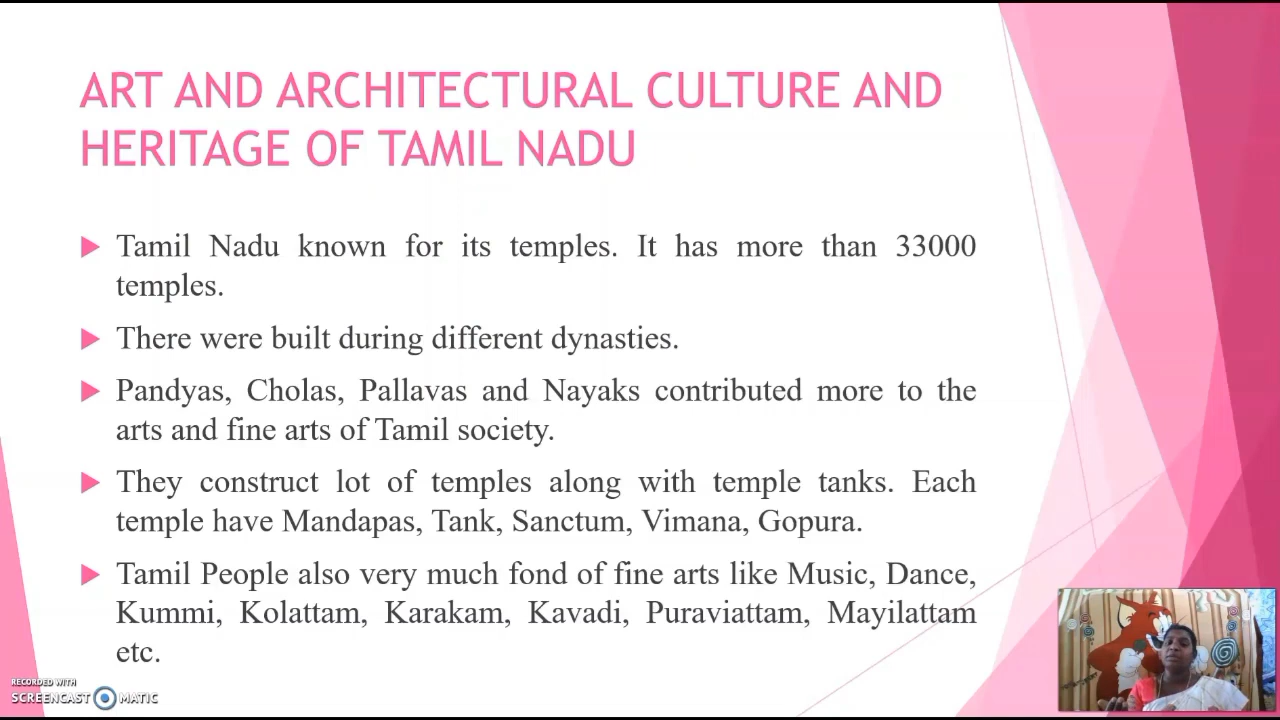 ART AND ARCHITECTURAL CULTURE AND
HERITAGE OF TAMIL NADU
Tamil Nadu known for its temples. It has more than 33000
temples.
There were built during different dynasties.
Pandyas, Cholas, Pallavas and Nayaks contributed more to the
arts and fine arts of Tamil society.
They construct lot of temples along with temple tanks. Each
temple have Mandapas, Tank, Sanctum, Vimana, Gopura.
Tamil People also very much fond of fine arts like Music, Dance,
Kummi, Kolattam, Karakam, Kavadi, Puraviattam, Mayilattam
etc.
RECORDED WITH
SCREENCAST MATIC